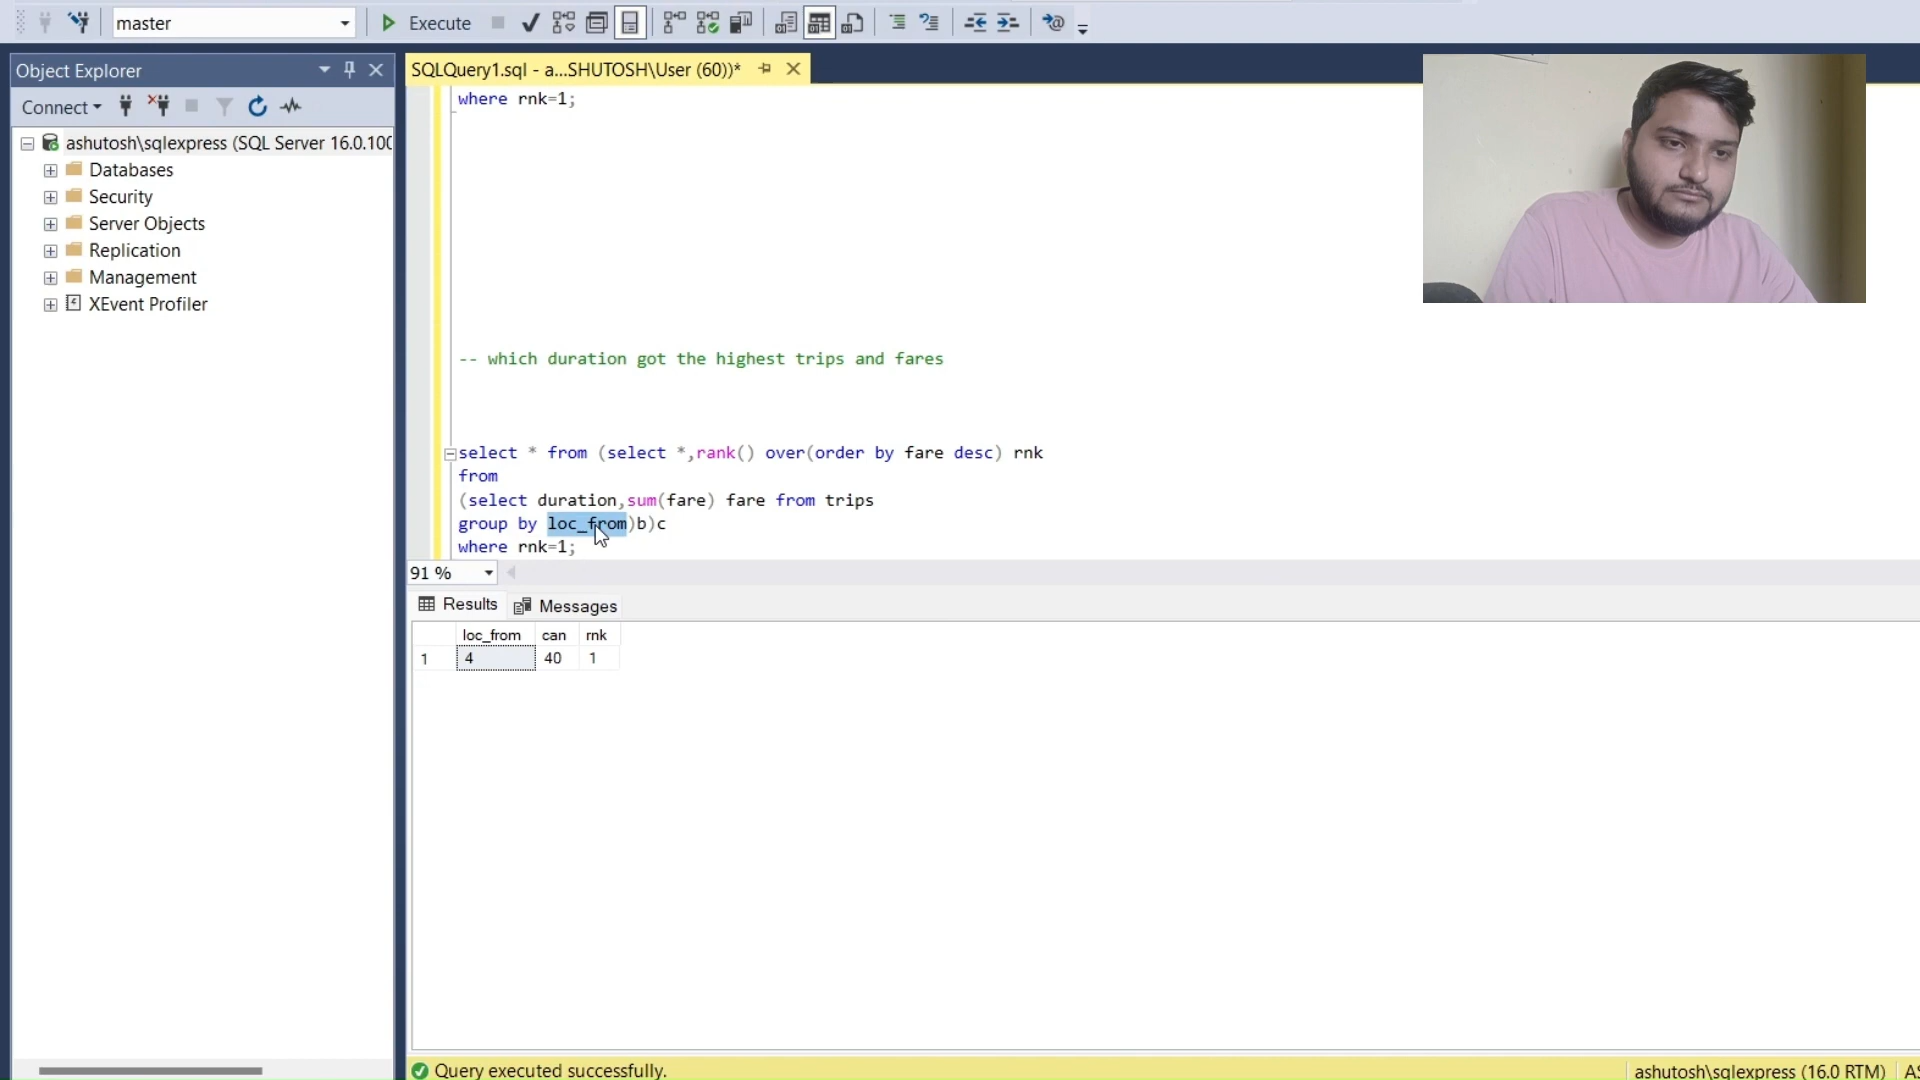 master
Execute
Object Explorer
SQLQuery1.sql - a...SHUTOSH\User (60))*
Connect
ashutosh\sqlexpress (SQL Server 16.0.100
Databases
Security
Server Objects
Replication
Management
XEvent Profiler
where rnk=1;
-- which duration got the highest trips and fares
select * from (select *,rank() over(order by fare desc) rnk
from
(select duration,sum(fare) fare from trips
group by loc_from)b)c
where rnk=1;
91 %
Results Messages
loc_from can rnk
1 4 40 1
Query executed successfully.
ashutosh\sqlexpress (16.0 RTM) AS